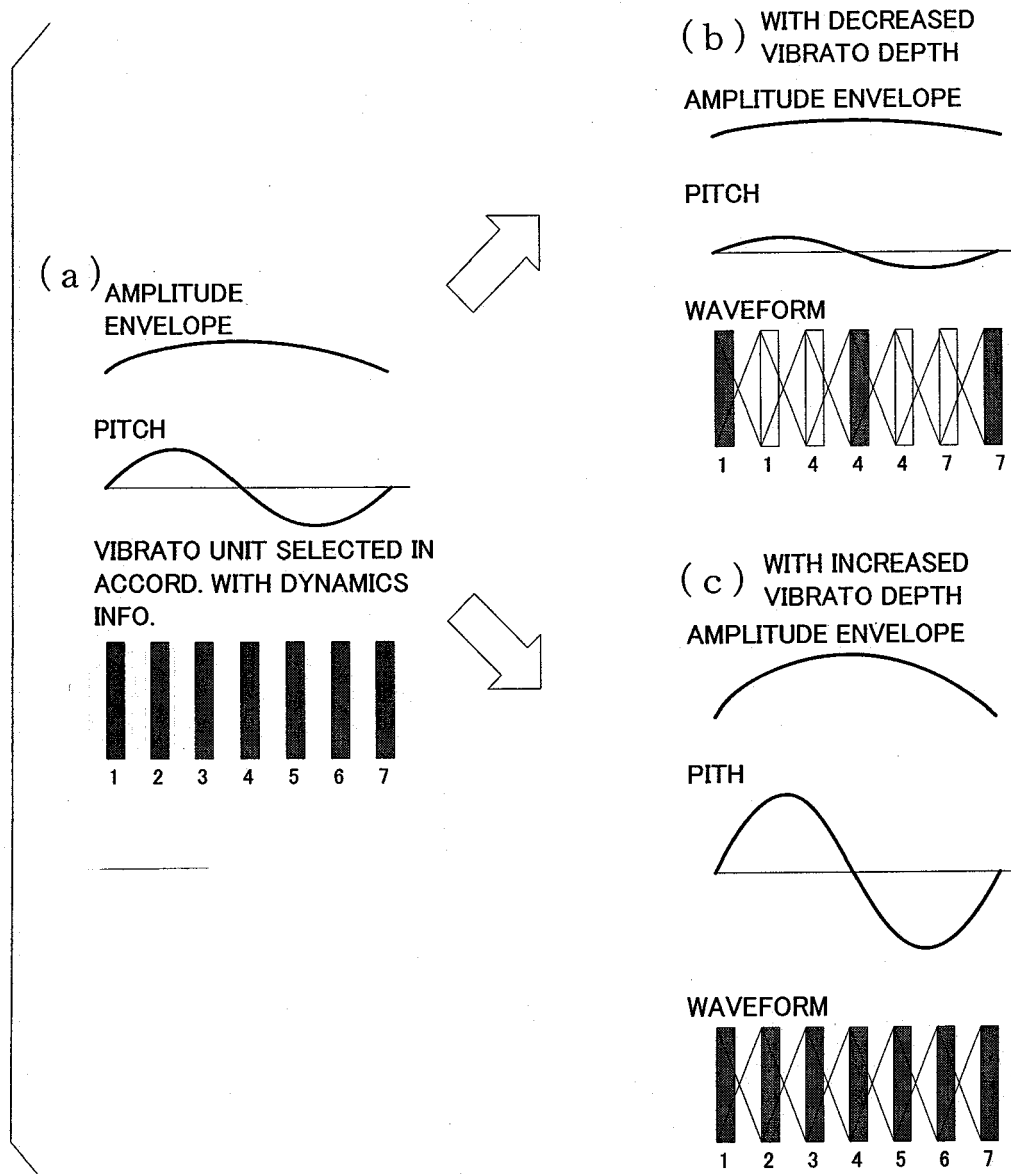 (a)
AMPLITUDE
ENVELOPE
PITCH
VIBRATO UNIT SELECTED IN
ACCORD. WITH DYNAMICS
INFO.
1 2 3 4 5 6 7
(b) WITH DECREASED
VIBRATO DEPTH
AMPLITUDE ENVELOPE
PITCH
WAVEFORM
1 1 4 4 4 7 7
(c) WITH INCREASED
VIBRATO DEPTH
AMPLITUDE ENVELOPE
PITH
WAVEFORM
1 2 3 4 5 6 7